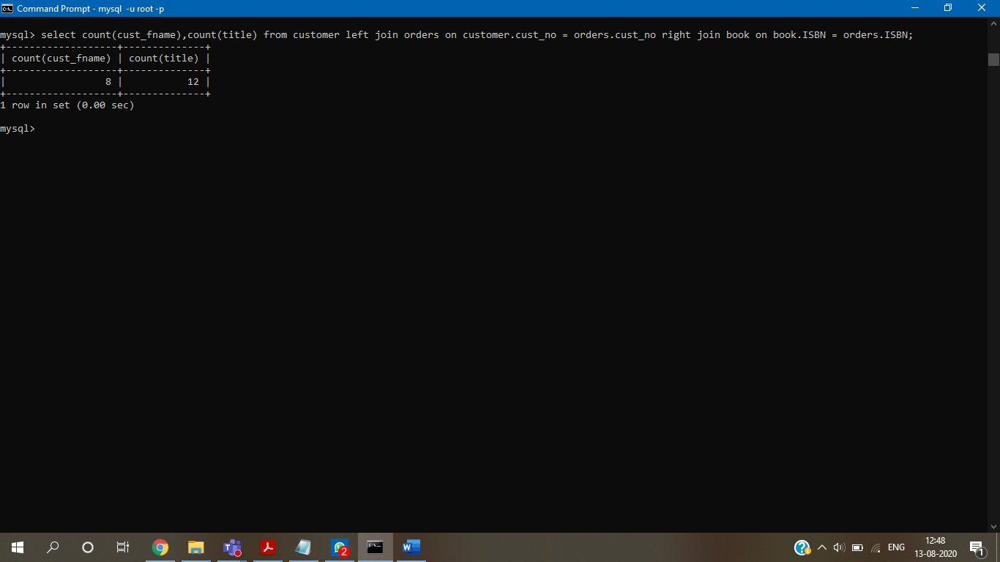 Command Prompt - mysql  -u root -p
mysql> select count(cust_fname),count(title) from customer left join orders on customer.cust_no = orders.cust_no right join book on book.ISBN = orders.ISBN;
+-------------------+--------------+
| count(cust_fname) | count(title) |
+-------------------+--------------+
|                 8 |           12 |
+-------------------+--------------+
1 row in set (0.00 sec)
mysql>
2
ENG
12:48
13-08-2020
1